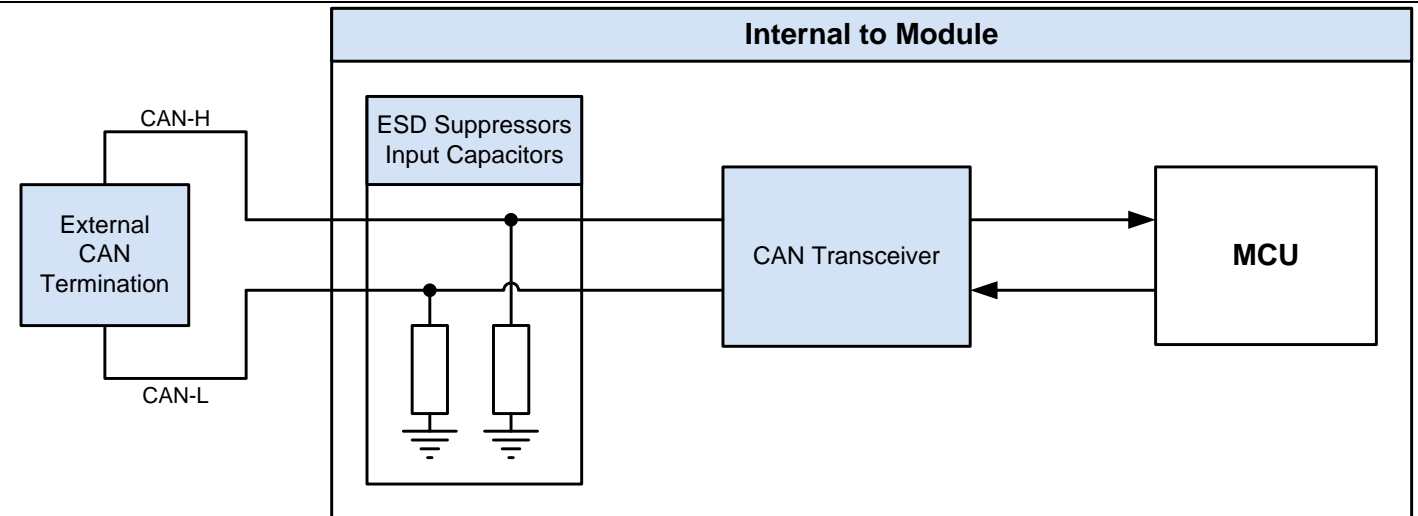 Internal to Module
CAN-H
ESD Suppressors
Input Capacitors
External
CAN
Termination
CAN Transceiver
MCU
CAN-L